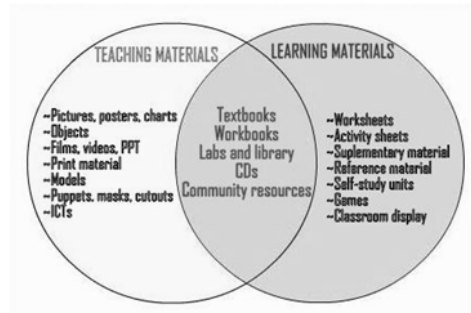 TEACHING MATERIALS
~Pictures, posters, charts
~Objects
~Films, videos, PPT
~Print material
~Models
~Puppets, masks, cutouts
~ICTs
Textbooks
Workbooks
Labs and library
CDs
Community resources
LEARNING MATERIALS
~Worksheets
~Activity sheets
~Suplementary material
~Reference material
~Self-study units
~Games
~Classroom display